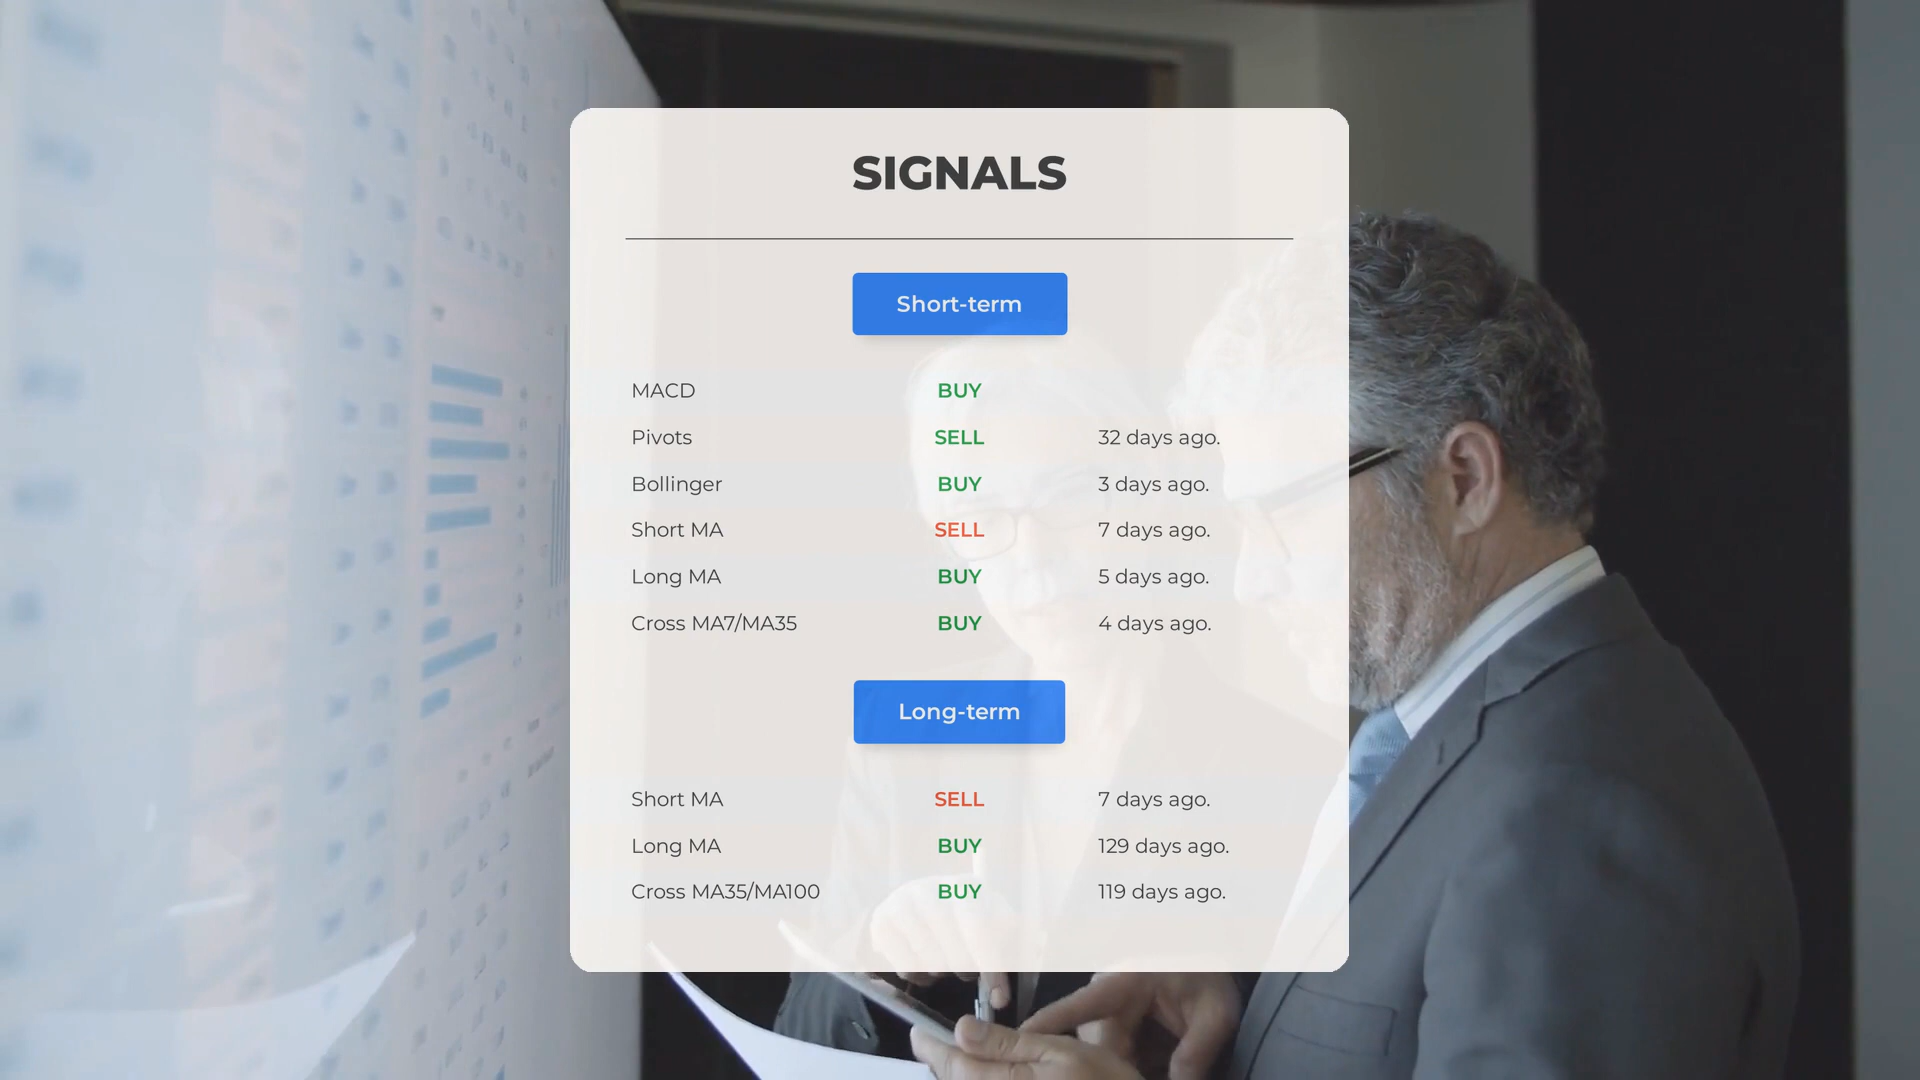 SIGNALS
Short-term
MACD BUY
Pivots SELL 32 days ago.
Bollinger BUY 3 days ago.
Short MA SELL 7 days ago.
Long MA BUY 5 days ago.
Cross MA7/MA35 BUY 4 days ago.
Long-term
Short MA SELL 7 days ago.
Long MA BUY 129 days ago.
Cross MA35/MA100 BUY 119 days ago.